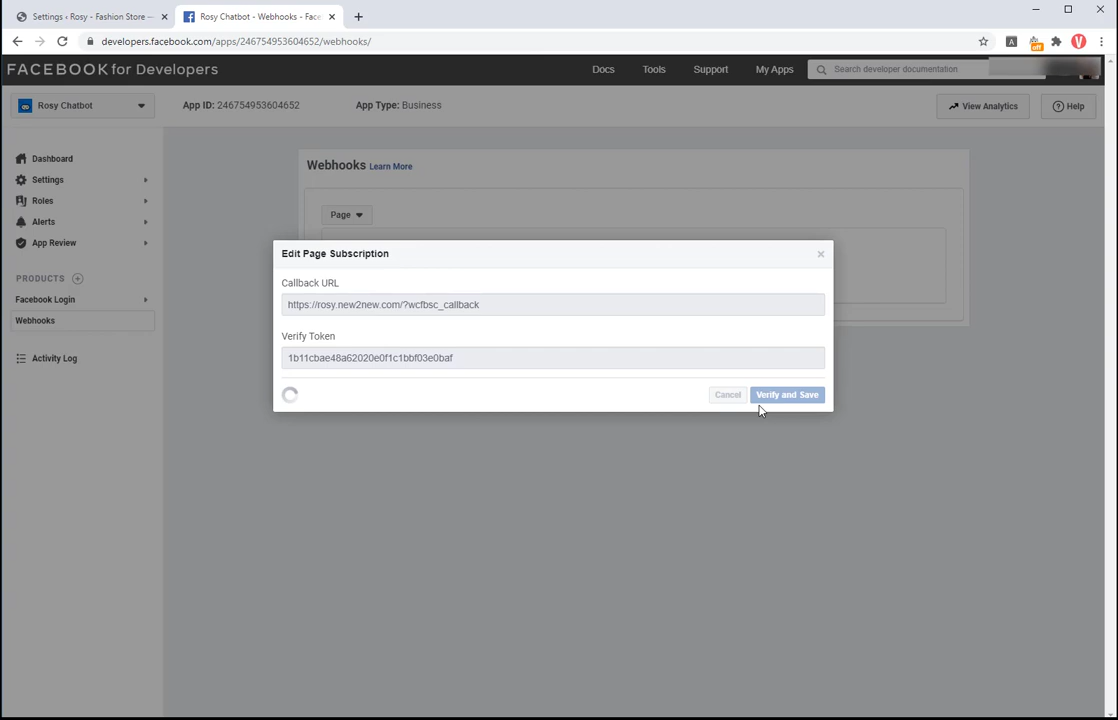 Settings ‹ Rosy - Fashion Store —
Rosy Chatbot - Webhooks - Face
developers.facebook.com/apps/246754953604652/webhooks/
off
FACEBOOK for Developers
Docs
Tools
Support
My Apps
Search developer documentation
Rosy Chatbot
App ID: 246754953604652
App Type: Business
View Analytics
Help
Dashboard
Settings
Roles
Alerts
App Review
PRODUCTS
Facebook Login
Webhooks
Activity Log
Webhooks Learn More
Page
Edit Page Subscription
Callback URL
https://rosy.new2new.com/?wcfbsc_callback
Verify Token
1b11cbae48a62020e0f1c1bbf03e0baf
Cancel
Verify and Save